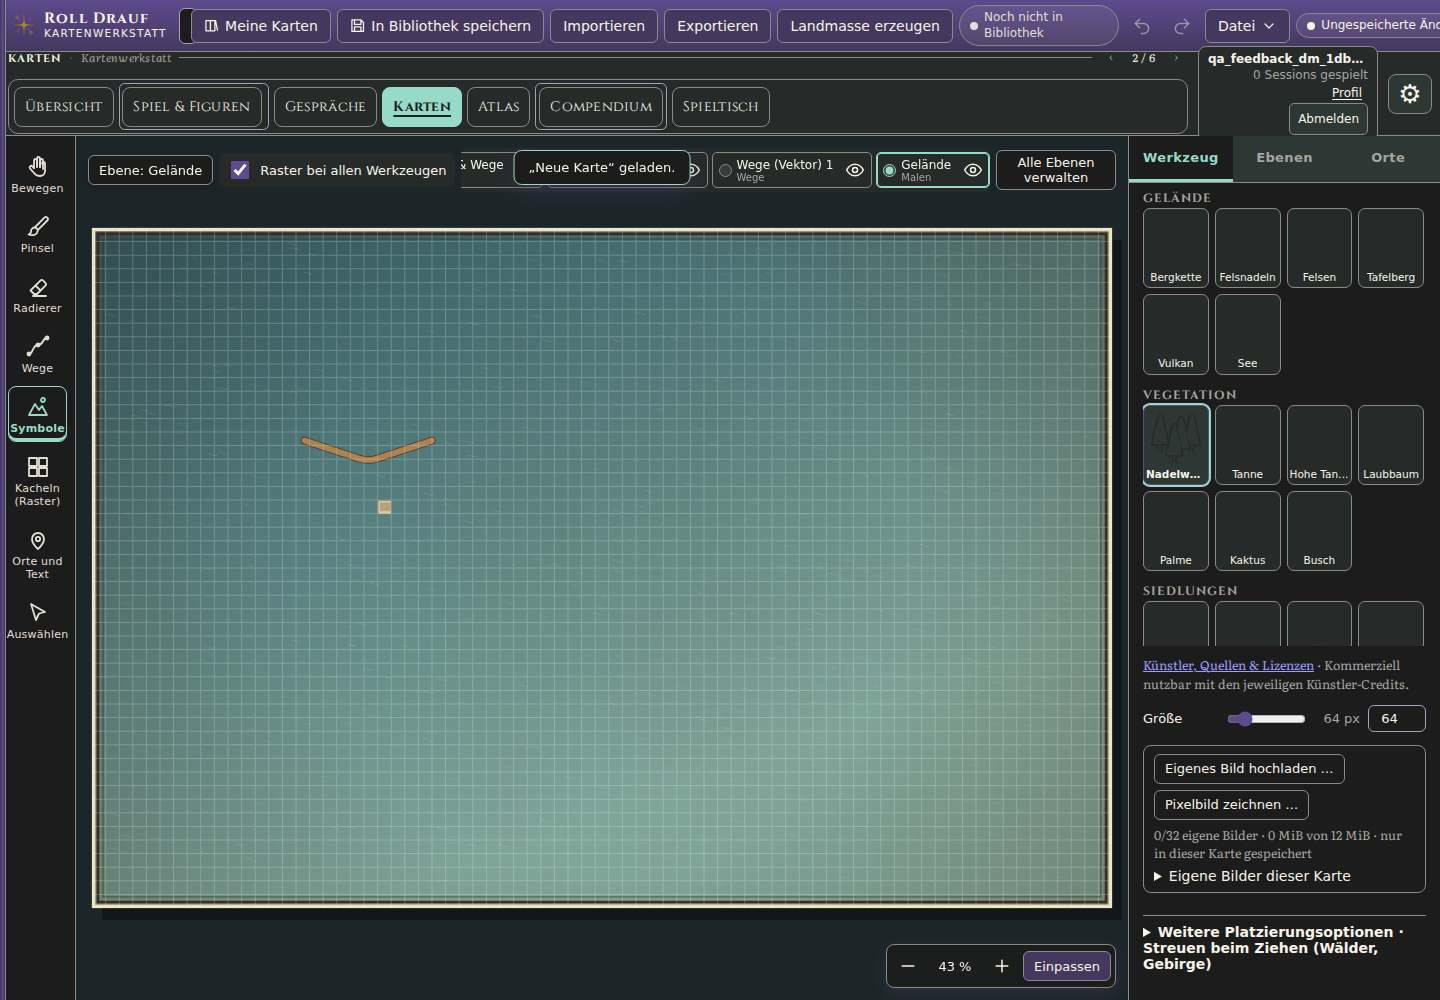 Roll Drauf
KARTENWERKSTATT
Meine Karten
In Bibliothek speichern
Importieren
Exportieren
Landmasse erzeugen
Noch nicht in
Bibliothek
Datei
Ungespeicherte Änd
KARTEN · Kartenwerkstatt
‹ 2 / 6 ›
qa_feedback_dm_1db…
0 Sessions gespielt
Profil
Abmelden
Übersicht
Spiel & Figuren
Gespräche
Karten
Atlas
Compendium
Spieltisch
Bewegen
Pinsel
Radierer
Wege
Symbole
Kacheln
(Raster)
Orte und
Text
Auswählen
Ebene: Gelände
Raster bei allen Werkzeugen
& Wege
„Neue Karte“ geladen.
Wege (Vektor) 1
Wege
Gelände
Malen
Alle Ebenen
verwalten
Werkzeug
Ebenen
Orte
GELÄNDE
Bergkette
Felsnadeln
Felsen
Tafelberg
Vulkan
See
VEGETATION
Nadelw…
Tanne
Hohe Tan…
Laubbaum
Palme
Kaktus
Busch
SIEDLUNGEN
Künstler, Quellen & Lizenzen · Kommerziell
nutzbar mit den jeweiligen Künstler-Credits.
Größe
64 px
64
Eigenes Bild hochladen …
Pixelbild zeichnen …
0/32 eigene Bilder · 0 MiB von 12 MiB · nur
in dieser Karte gespeichert
Eigene Bilder dieser Karte
Weitere Platzierungsoptionen ·
Streuen beim Ziehen (Wälder,
Gebirge)
43 %
Einpassen